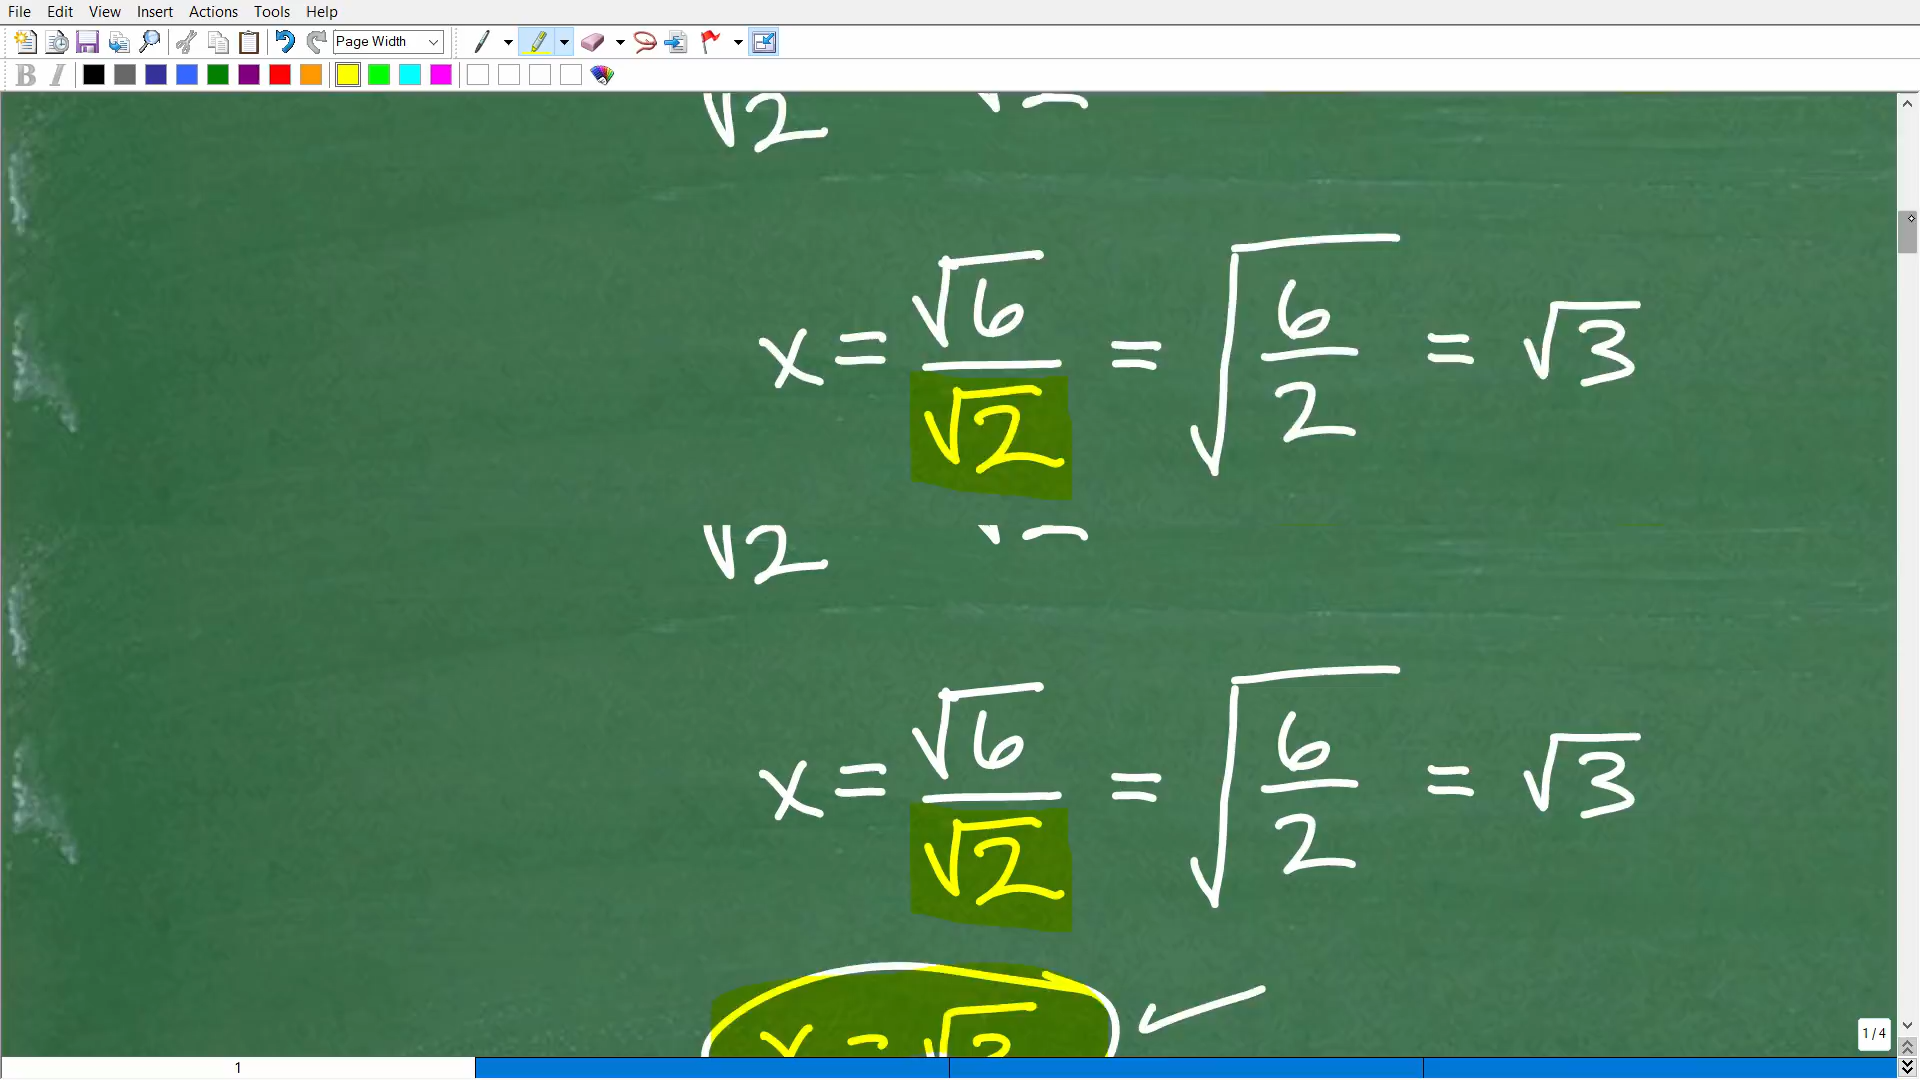 File Edit View Insert Actions Tools Help
Page Width
B I
√2
x = √6/√2 = √(6/2) = √3
√2
x = √6/√2 = √(6/2) = √3
x = √3
1/4
1